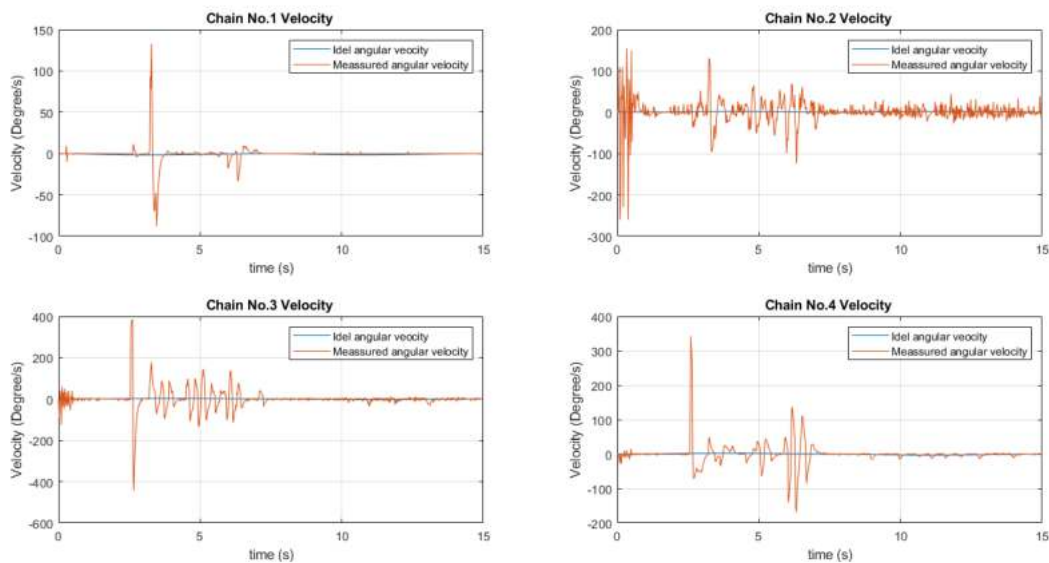 Chain No.1 Velocity
150
100
50
0
-50
-100
Velocity (Degree/s)
Idel angular veocity
Meassured angular velocity
0 5 10 15
time (s)
Chain No.2 Velocity
200
100
0
-100
-200
-300
Velocity (Degree/s)
Idel angular veocity
Meassured angular velocity
0 5 10 15
time (s)
Chain No.3 Velocity
400
200
0
-200
-400
-600
Velocity (Degree/s)
Idel angular veocity
Meassured angular velocity
0 5 10 15
time (s)
Chain No.4 Velocity
400
300
200
100
0
-100
-200
Velocity (Degree/s)
Idel angular veocity
Meassured angular velocity
0 5 10 15
time (s)